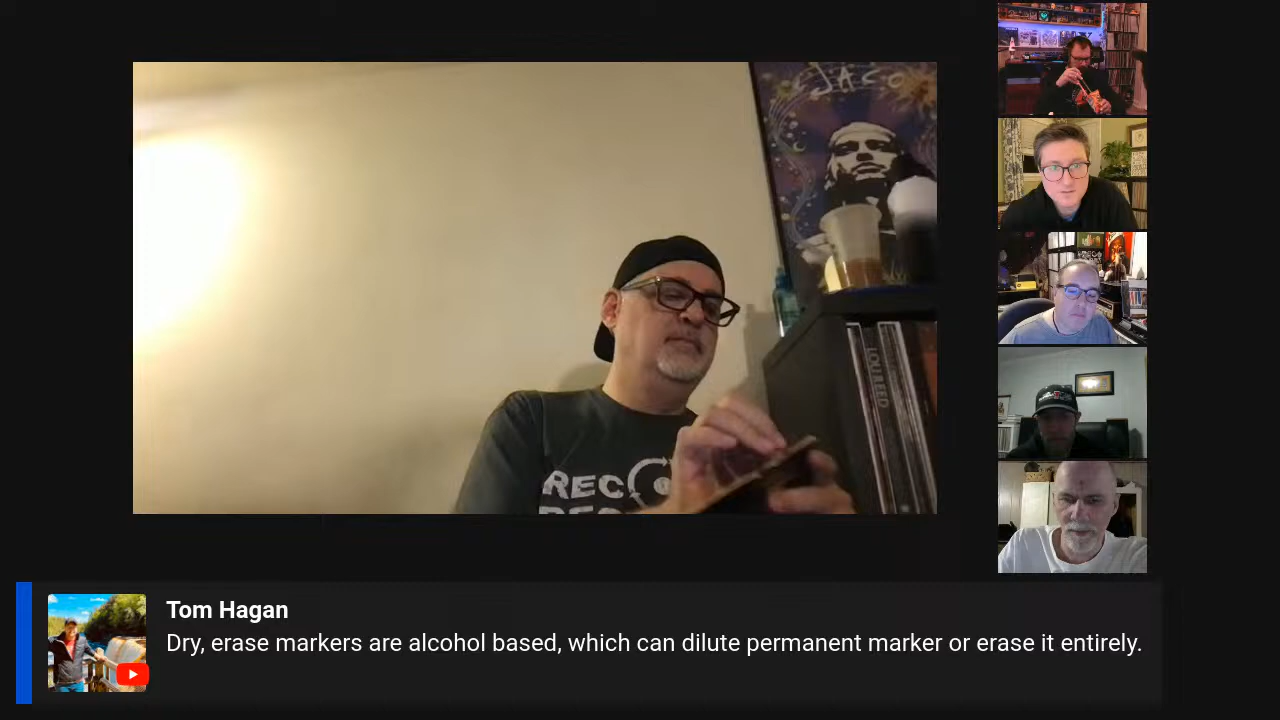 JACO
LOU REED
REC
Tom Hagan
Dry, erase markers are alcohol based, which can dilute permanent marker or erase it entirely.